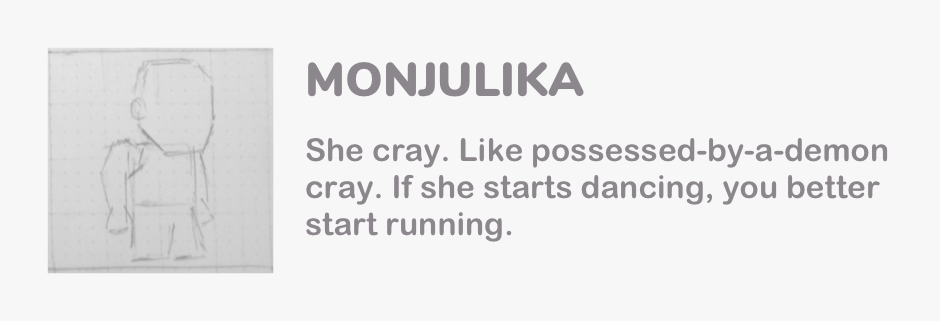 MONJULIKA
She cray. Like possessed-by-a-demon
cray. If she starts dancing, you better
start running.